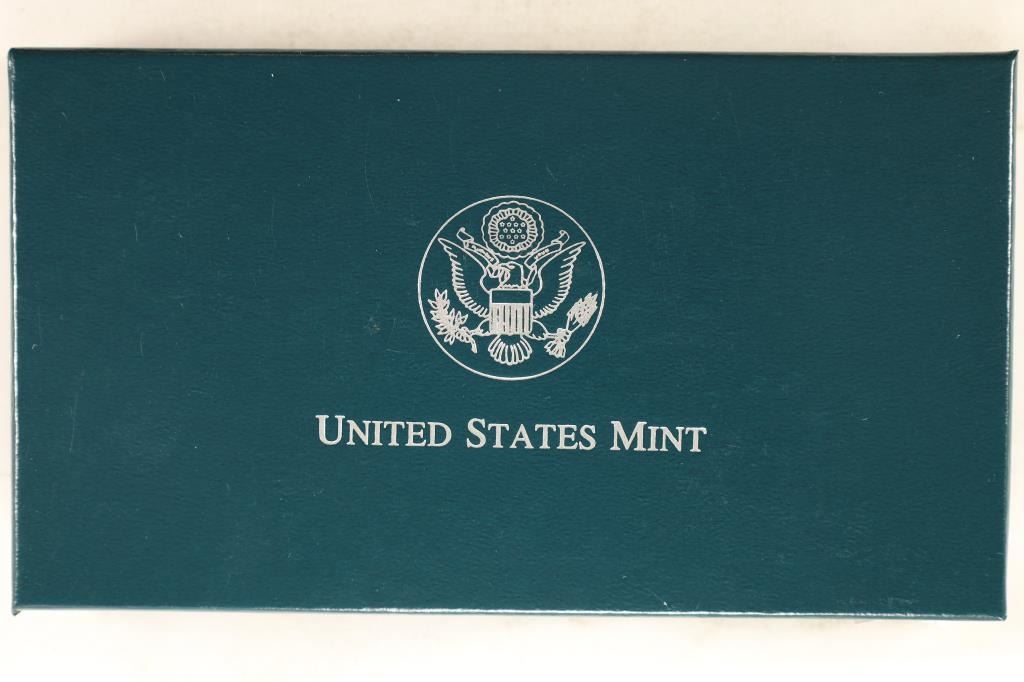 UNITED STATES MINT